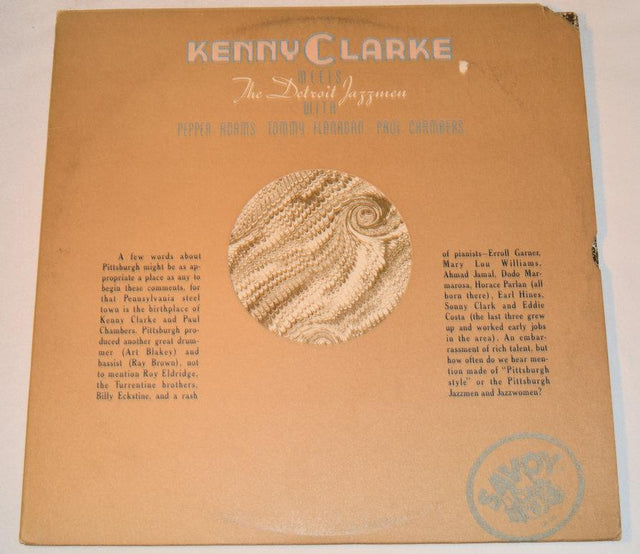 KENNY CLARKE
MEETS
The Detroit Jazzmen
WITH
PEPPER ADAMS TOMMY FLANAGAN PAUL CHAMBERS
A few words about
Pittsburgh might be as ap-
propriate a place as any to
begin these comments, for
that Pennsylvania steel
town is the birthplace of
Kenny Clarke and Paul
Chambers. Pittsburgh pro-
duced another great drum-
mer (Art Blakey) and
bassist (Ray Brown), not
to mention Roy Eldridge,
the Turrentine brothers,
Billy Eckstine, and a rash
of pianists—Erroll Garner,
Mary Lou Williams,
Ahmad Jamal, Dodo Mar-
marosa, Horace Parlan (all
born there), Earl Hines,
Sonny Clark and Eddie
Costa (the last three grew
up and worked early jobs
in the area). An embar-
rassment of rich talent, but
how often do we hear men-
tion made of "Pittsburgh
style" or the Pittsburgh
Jazzmen and Jazzwomen?
SAVOY
JAZZ